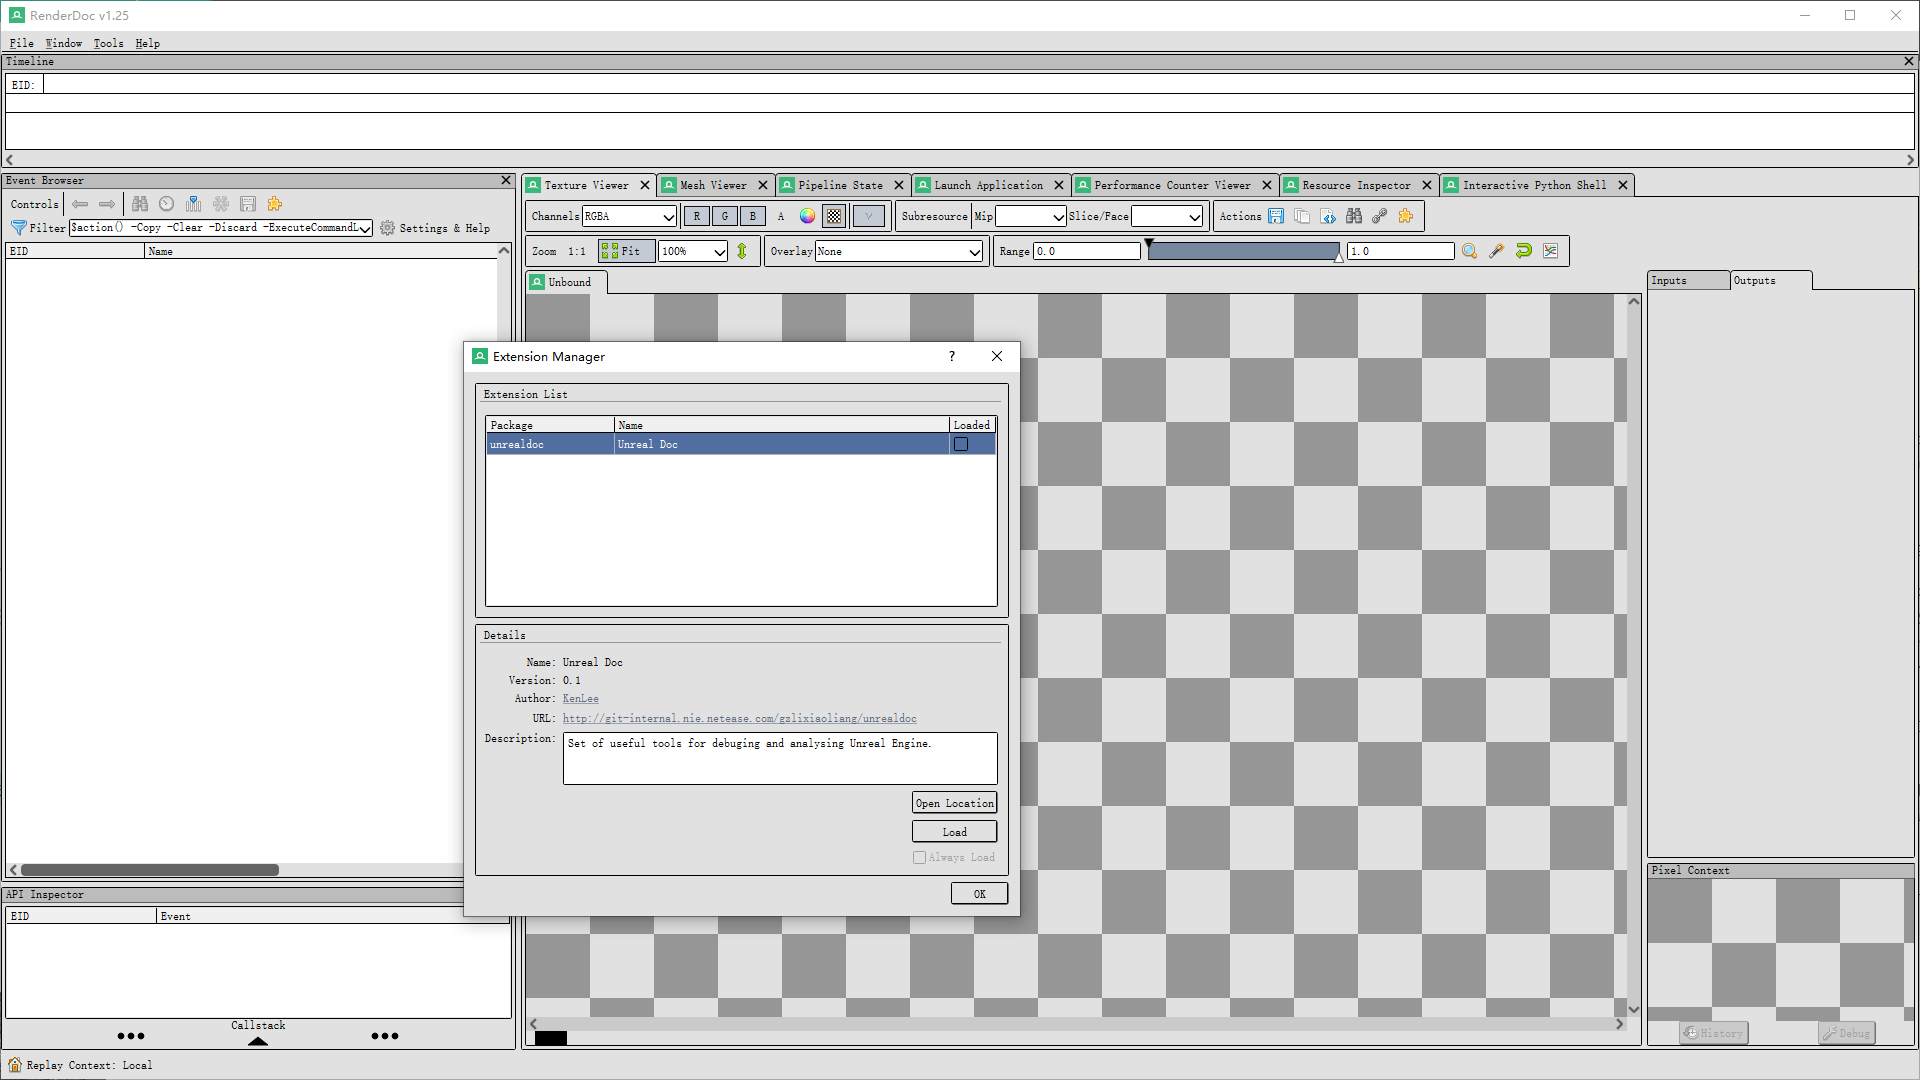 RenderDoc v1.25
File Window Tools Help
Timeline
EID:
Event Browser
Controls
Filter $action() -Copy -Clear -Discard -ExecuteCommandL Settings & Help
EID Name
Texture Viewer Mesh Viewer Pipeline State Launch Application Performance Counter Viewer Resource Inspector Interactive Python Shell
Channels RGBA R G B A Subresource Mip Slice/Face Actions
Zoom 1:1 Fit 100% Overlay None Range 0.0 1.0
Unbound
Inputs Outputs
Extension Manager ?
Extension List
Package Name Loaded
unrealdoc Unreal Doc
Details
Name: Unreal Doc
Version: 0.1
Author: KenLee
URL: http://git-internal.nie.netease.com/gzlixiaoliang/unrealdoc
Description: Set of useful tools for debuging and analysing Unreal Engine.
Open Location
Load
Always Load
OK
API Inspector
EID Event
Callstack
Pixel Context
History Debug
Replay Context: Local